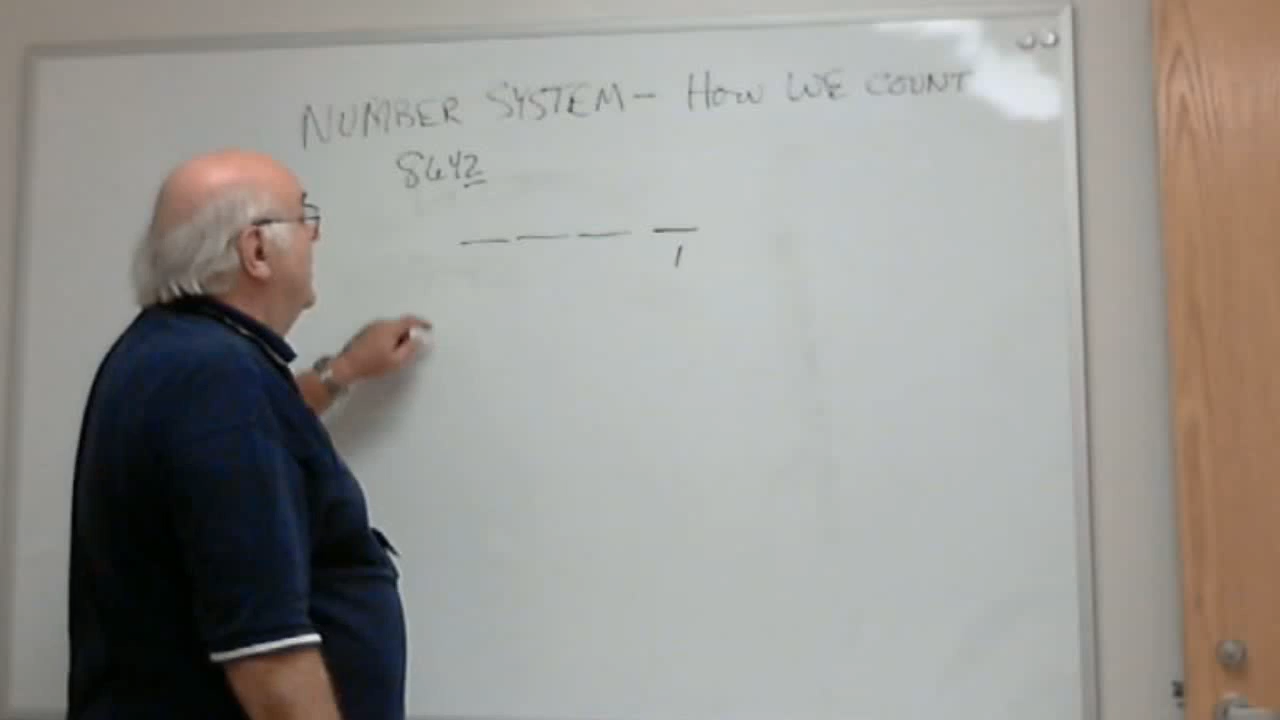 NUMBER SYSTEM - HOW WE COUNT
8642
_ _ _ _
1